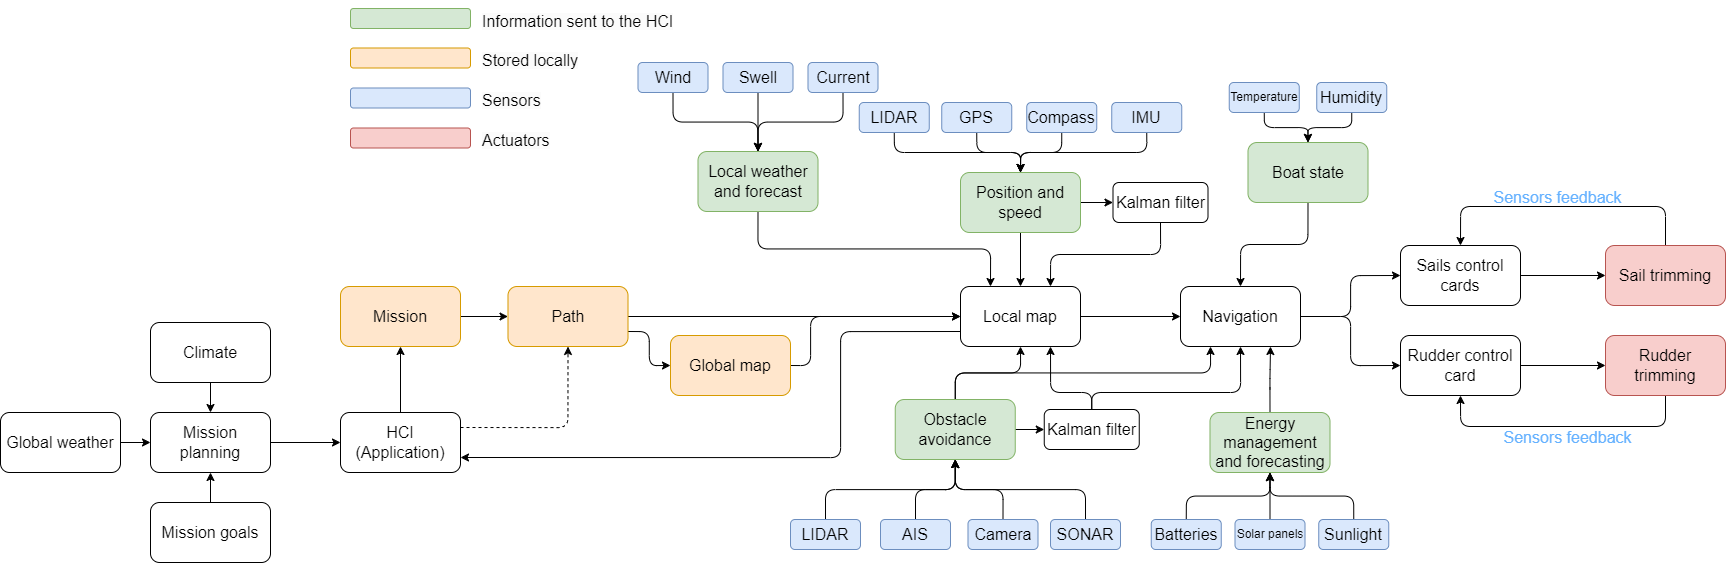 Information sent to the HCI
Stored locally
Sensors
Actuators
Wind
Swell
Current
LIDAR
GPS
Compass
IMU
Temperature
Humidity
Local weather
and forecast
Position and
speed
Kalman filter
Boat state
Sensors feedback
Sails control
cards
Sail trimming
Mission
Path
Local map
Navigation
Climate
Global map
Rudder control
card
Rudder
trimming
Sensors feedback
Global weather
Mission
planning
HCI
(Application)
Obstacle
avoidance
Kalman filter
Energy
management
and forecasting
Mission goals
LIDAR
AIS
Camera
SONAR
Batteries
Solar panels
Sunlight